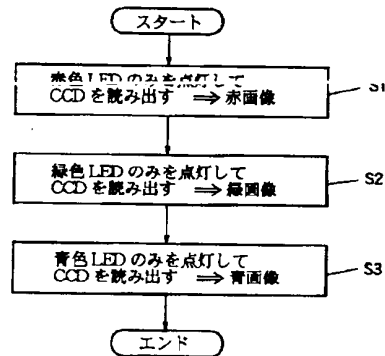 スタート
赤色LEDのみを点灯して
CCDを読み出す ⇒ 赤画像
S1
緑色LEDのみを点灯して
CCDを読み出す ⇒ 緑画像
S2
青色LEDのみを点灯して
CCDを読み出す ⇒ 青画像
S3
エンド